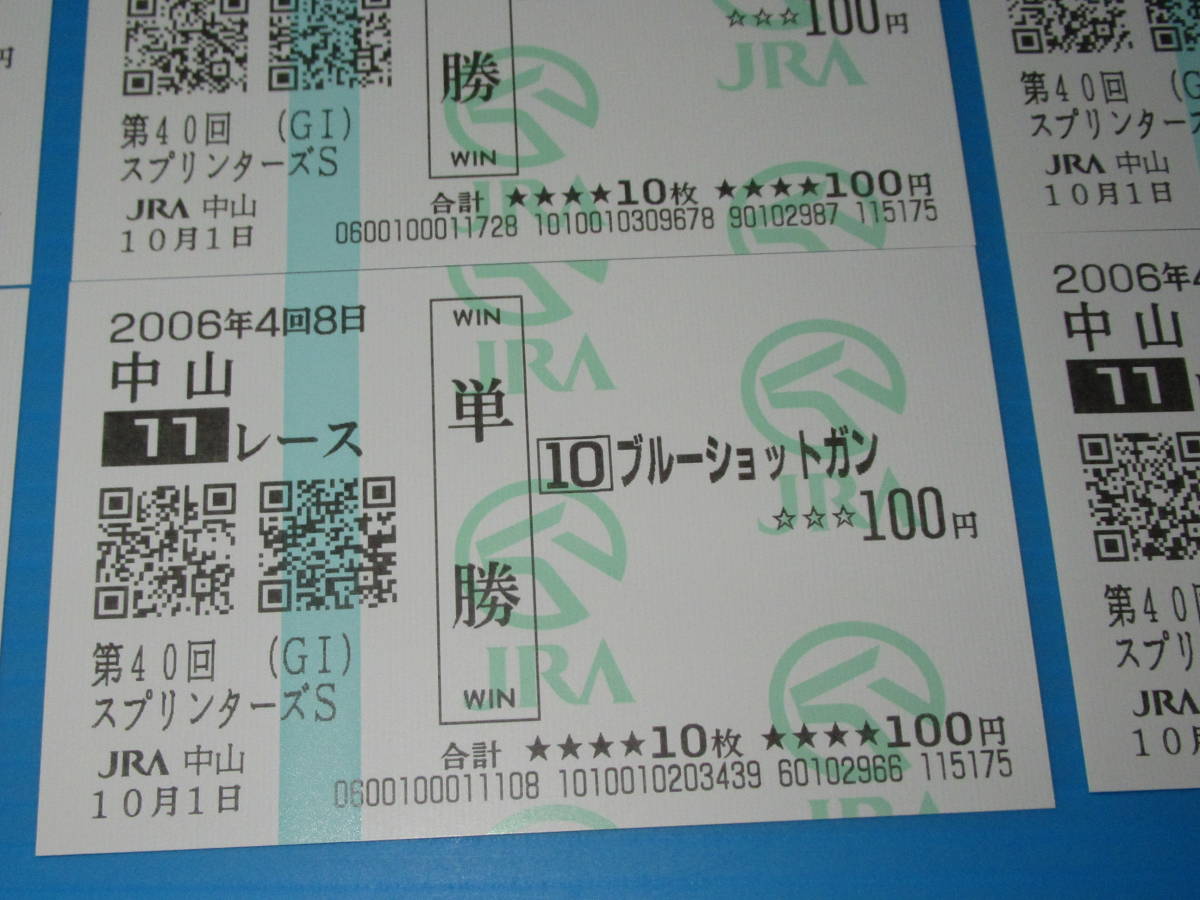 円
第40回 (GI)
スプリンターズS
JRA 中山
10月1日
勝
WIN
☆☆☆100円
JRA
合計 ★★★★10枚 ★★★★100円
0600100011728 1010010309678 90102987 115175
第40回 (G
スプリンターズ
JRA 中山
10月1日
2006年4回8日
中山
11レース
第40回 (GI)
スプリンターズS
JRA 中山
10月1日
WIN
単
勝
WIN
10 ブルーショットガン
☆☆☆100円
JRA
JRA
JRA
合計 ★★★★10枚 ★★★★100円
0600100011108 1010010203439 60102966 115175
2006年4
中山
11
第40回
スプリ
JRA
10月